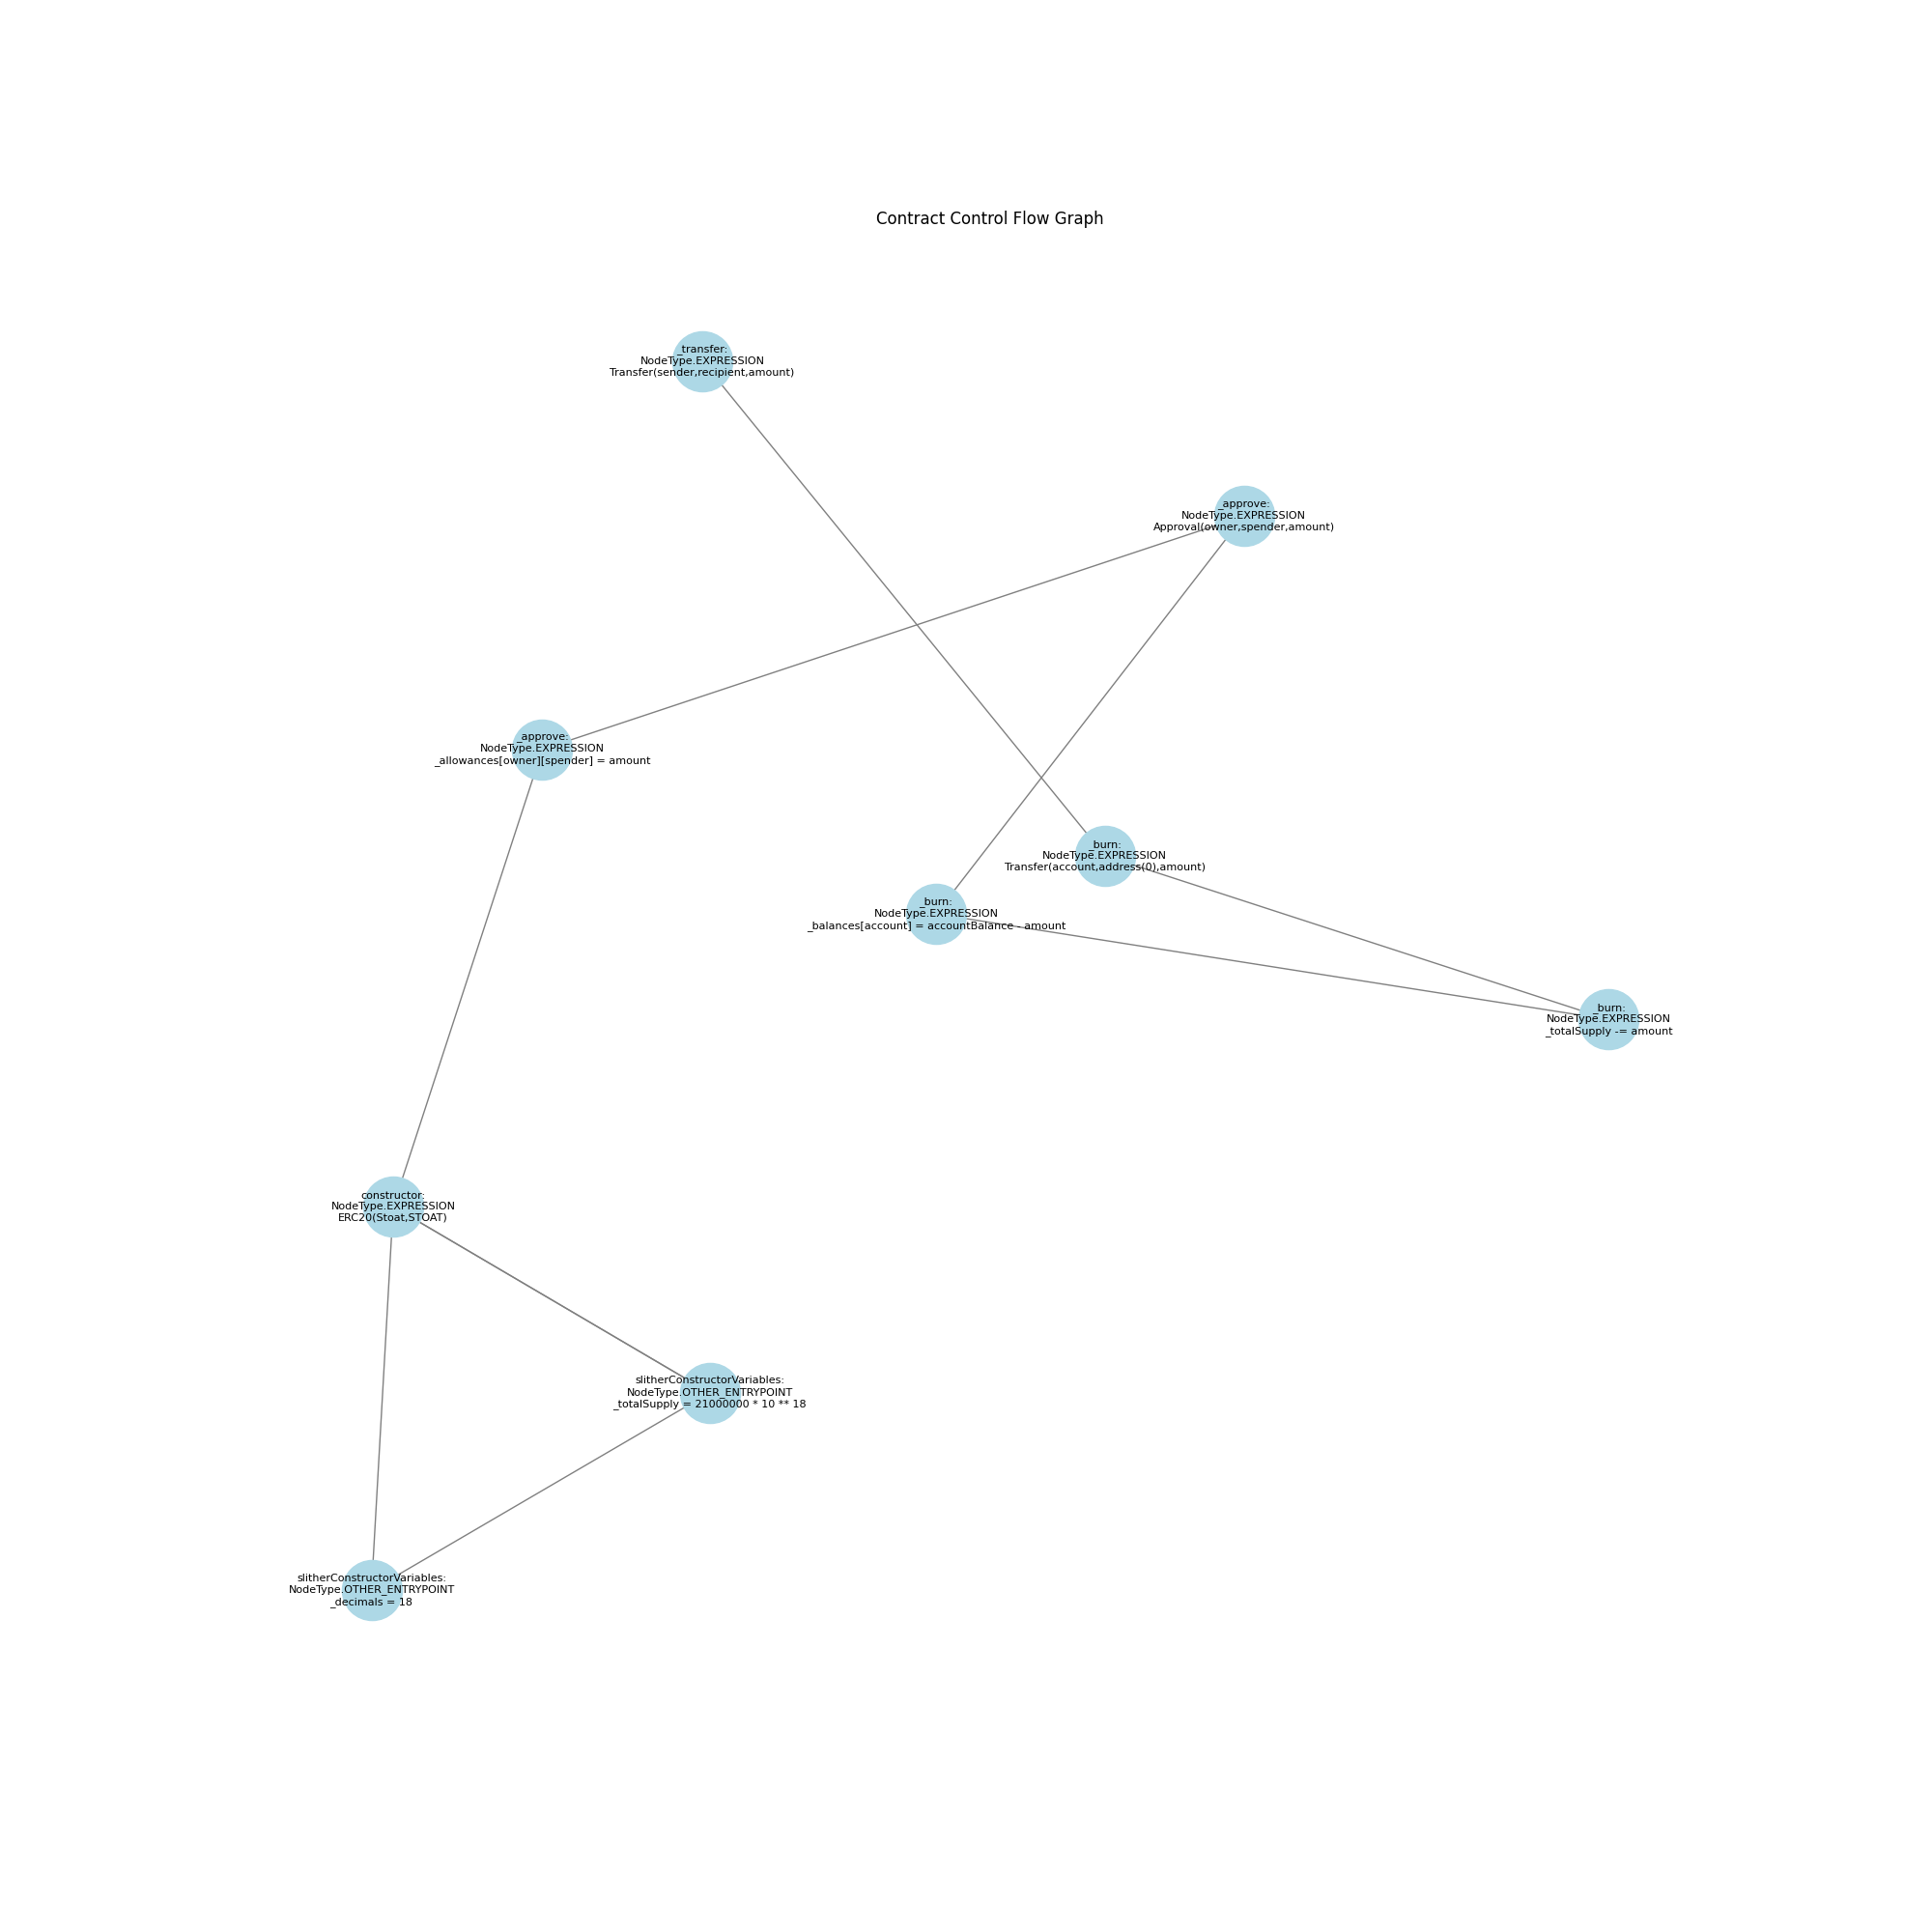 Contract Control Flow Graph
_transfer:
NodeType.EXPRESSION
Transfer(sender,recipient,amount)
_approve:
NodeType.EXPRESSION
Approval(owner,spender,amount)
_approve:
NodeType.EXPRESSION
_allowances[owner][spender] = amount
_burn:
NodeType.EXPRESSION
Transfer(account,address(0),amount)
_burn:
NodeType.EXPRESSION
_balances[account] = accountBalance - amount
_burn:
NodeType.EXPRESSION
_totalSupply -= amount
constructor:
NodeType.EXPRESSION
ERC20(Stoat,STOAT)
slitherConstructorVariables:
NodeType.OTHER_ENTRYPOINT
_totalSupply = 21000000 * 10 ** 18
slitherConstructorVariables:
NodeType.OTHER_ENTRYPOINT
_decimals = 18